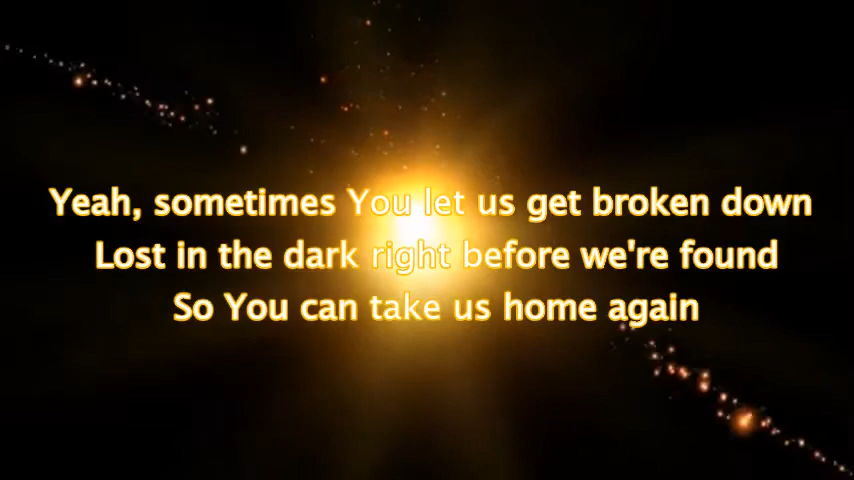 Yeah, sometimes You let us get broken down
Lost in the dark right before we're found
So You can take us home again